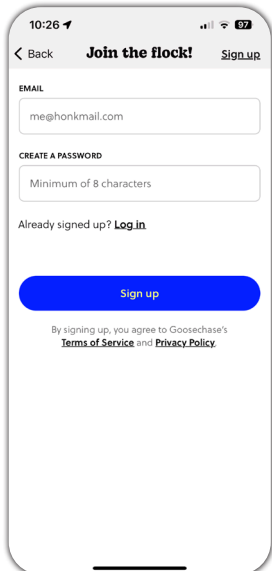 10:26
97
Back
Join the flock!
Sign up
EMAIL
me@honkmail.com
CREATE A PASSWORD
Minimum of 8 characters
Already signed up? Log in
Sign up
By signing up, you agree to Goosechase's
Terms of Service and Privacy Policy.